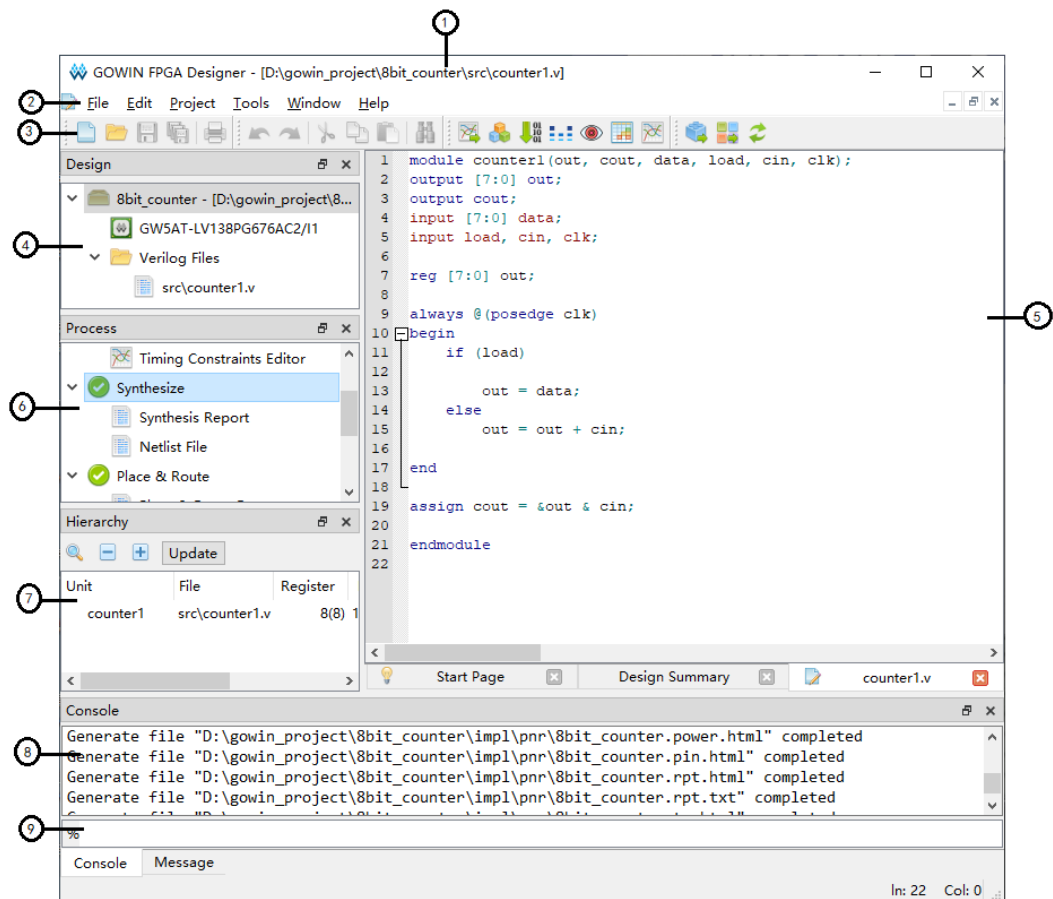 1
GOWIN FPGA Designer - [D:\gowin_project\8bit_counter\src\counter1.v]
2
File Edit Project Tools Window Help
3
Design
8bit_counter - [D:\gowin_project\8...
GW5AT-LV138PG676AC2/I1
4
Verilog Files
src\counter1.v
Process
Timing Constraints Editor
Synthesize
6
Synthesis Report
Netlist File
Place & Route
Hierarchy
Update
Unit File Register
7
counter1 src\counter1.v 8(8) 1
1 module counter1(out, cout, data, load, cin, clk);
2 output [7:0] out;
3 output cout;
4 input [7:0] data;
5 input load, cin, clk;
6
7 reg [7:0] out;
8
9 always @(posedge clk)
10 begin
11 if (load)
12
13 out = data;
14 else
15 out = out + cin;
16
17 end
18
19 assign cout = &out & cin;
20
21 endmodule
22
5
Start Page Design Summary counter1.v
Console
Generate file "D:\gowin_project\8bit_counter\impl\pnr\8bit_counter.power.html" completed
8
Generate file "D:\gowin_project\8bit_counter\impl\pnr\8bit_counter.pin.html" completed
Generate file "D:\gowin_project\8bit_counter\impl\pnr\8bit_counter.rpt.html" completed
Generate file "D:\gowin_project\8bit_counter\impl\pnr\8bit_counter.rpt.txt" completed
9
%
Console Message
ln: 22 Col: 0